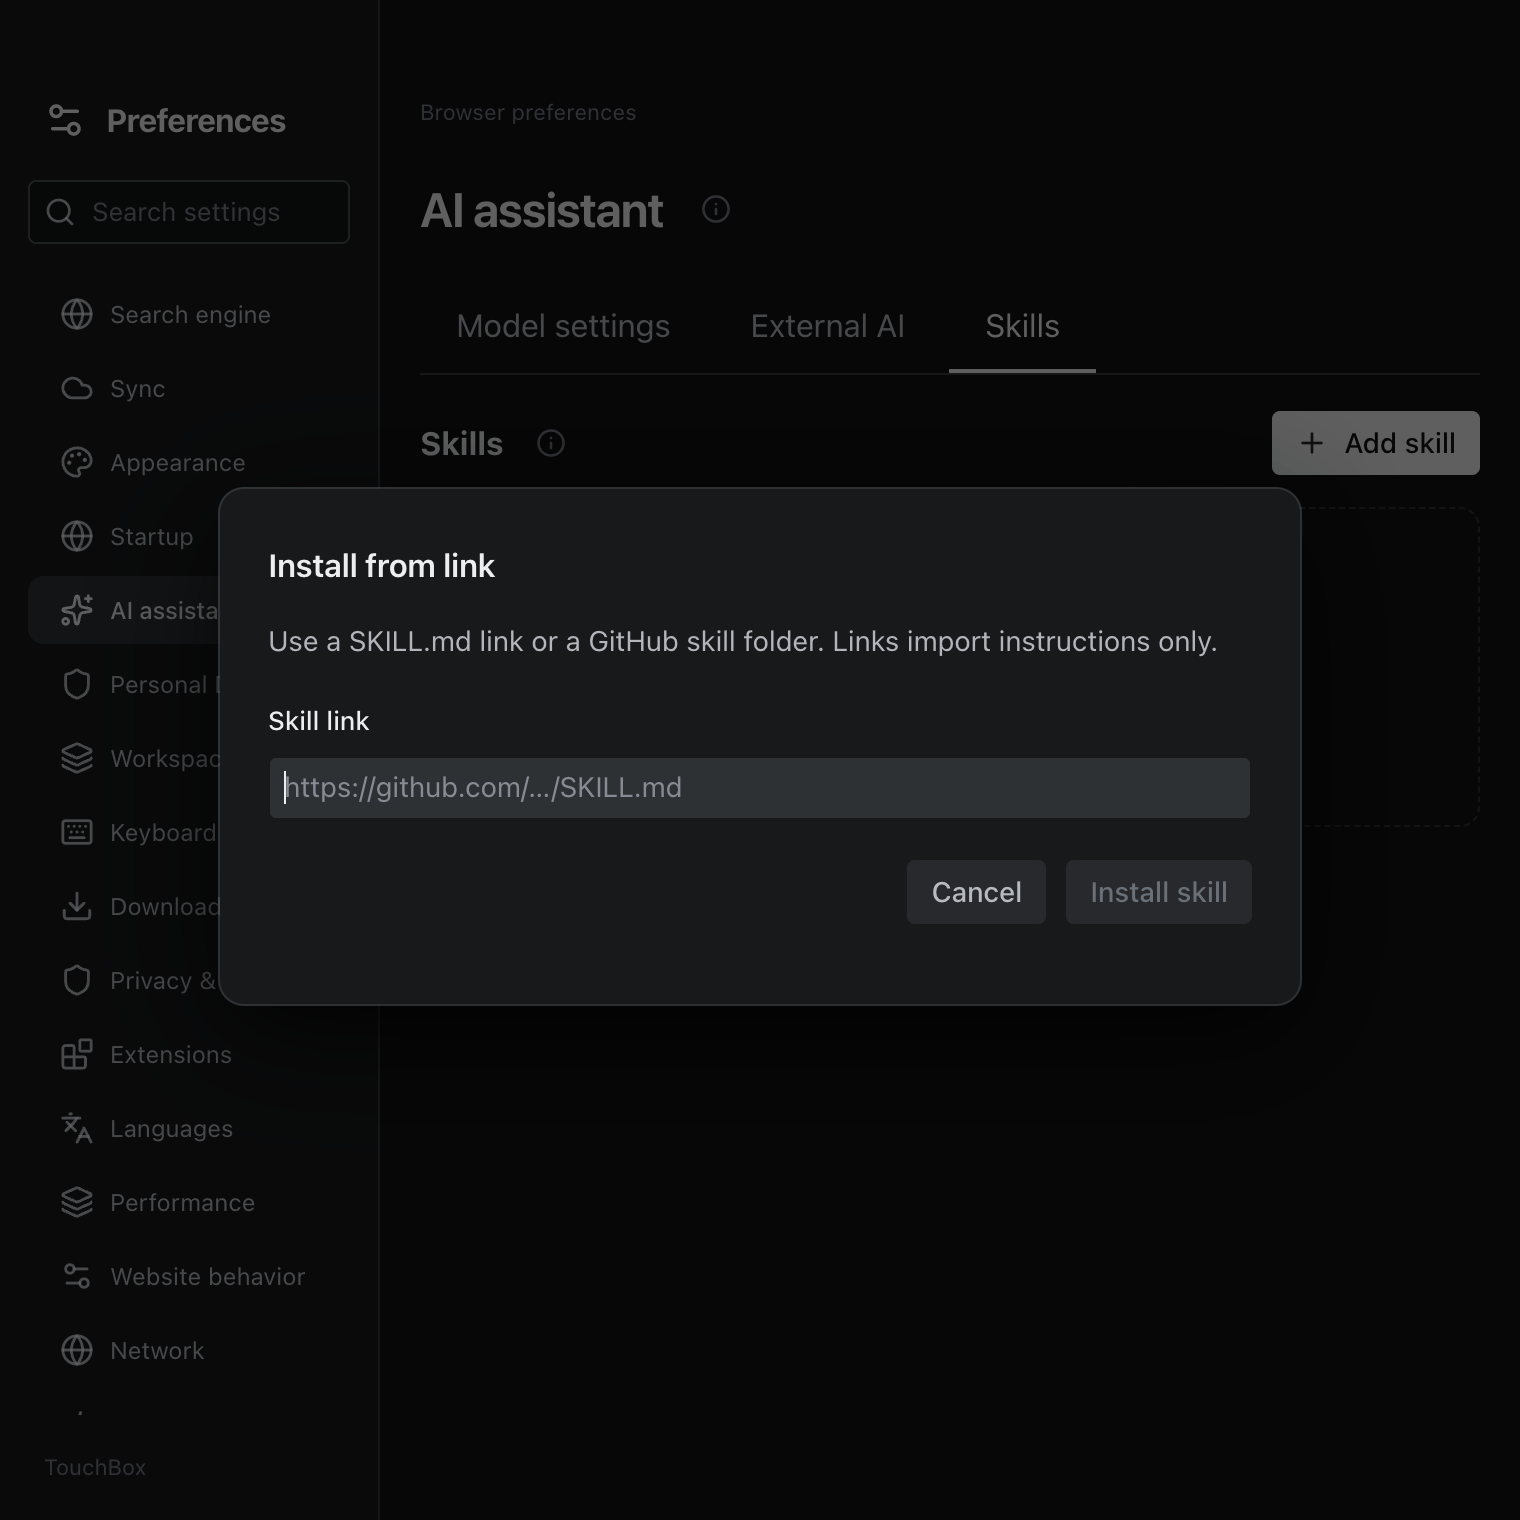 Preferences
Search settings
Search engine
Sync
Appearance
Startup
AI assista
Personal
Workspac
Keyboard
Download
Privacy &
Extensions
Languages
Performance
Website behavior
Network
TouchBox
Browser preferences
AI assistant
Model settings
External AI
Skills
Skills
Add skill
Install from link
Use a SKILL.md link or a GitHub skill folder. Links import instructions only.
Skill link
https://github.com/.../SKILL.md
Cancel
Install skill